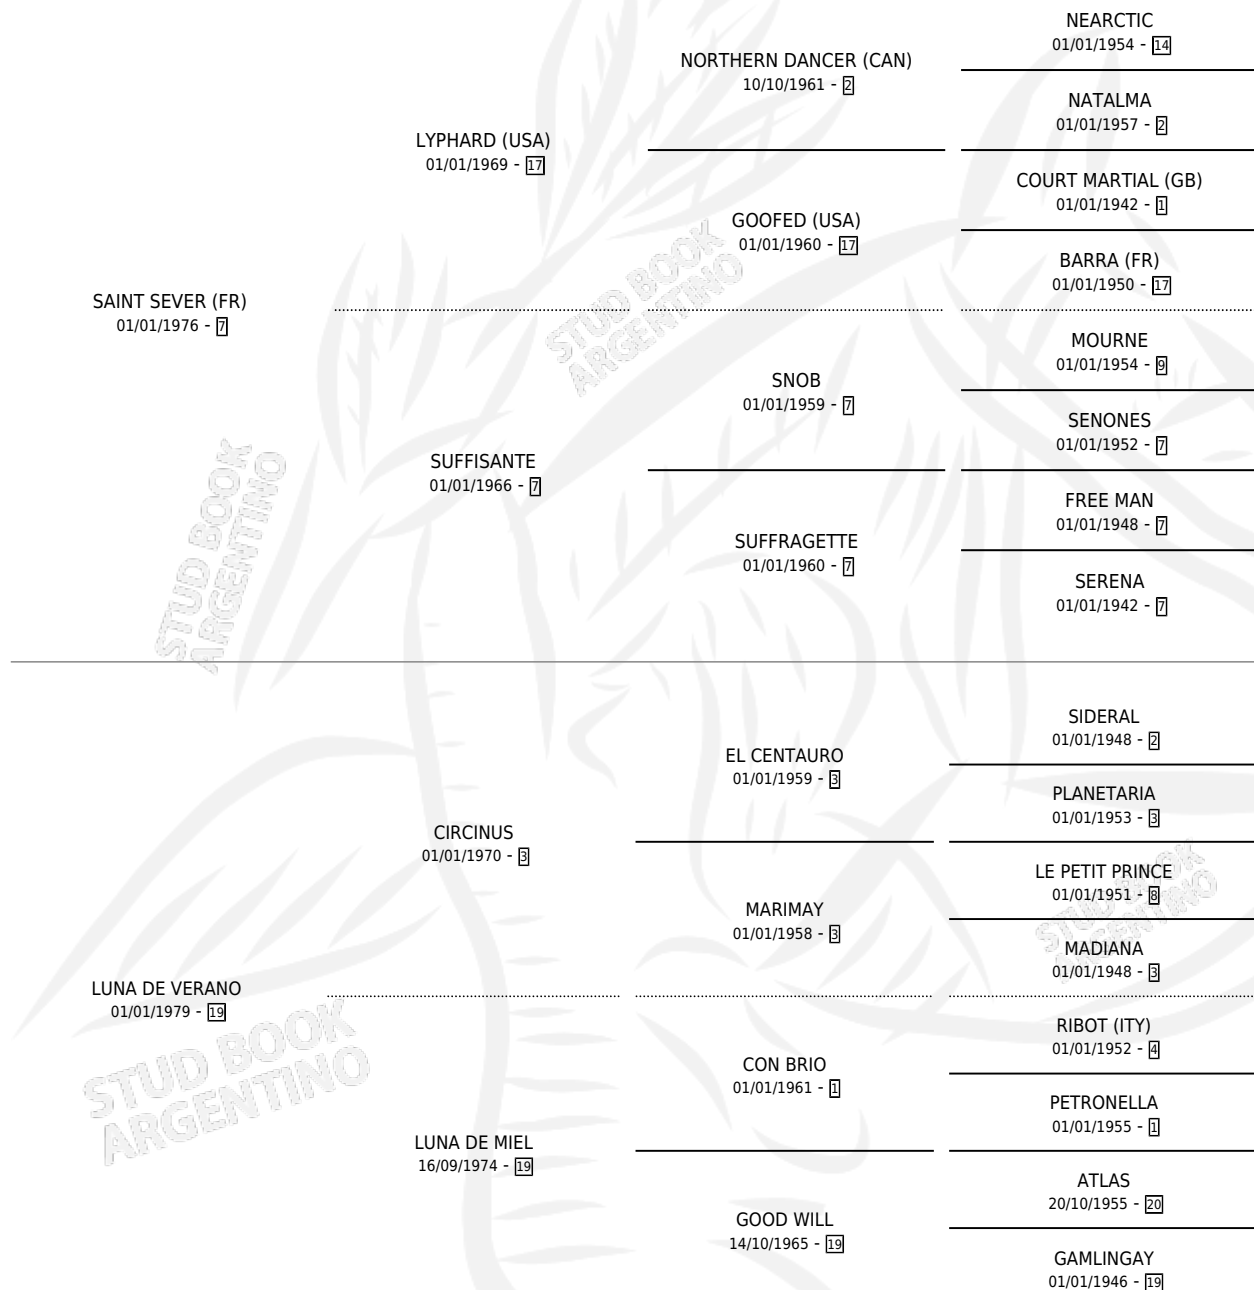 NEARCTIC
01/01/1954 - 14
NORTHERN DANCER (CAN)
10/10/1961 - 2
NATALMA
01/01/1957 - 2
LYPHARD (USA)
01/01/1969 - 17
COURT MARTIAL (GB)
01/01/1942 - 1
GOOFED (USA)
01/01/1960 - 17
BARRA (FR)
01/01/1950 - 17
SAINT SEVER (FR)
01/01/1976 - 7
STUD BOOK
ARGENTINO
MOURNE
01/01/1954 - 9
SNOB
01/01/1959 - 7
SENONES
01/01/1952 - 7
SUFFISANTE
01/01/1966 - 7
FREE MAN
01/01/1948 - 7
SUFFRAGETTE
01/01/1960 - 7
SERENA
01/01/1942 - 7
STUD BOOK
ARGENTINO
SIDERAL
01/01/1948 - 2
EL CENTAURO
01/01/1959 - 3
PLANETARIA
01/01/1953 - 3
CIRCINUS
01/01/1970 - 3
LE PETIT PRINCE
01/01/1951 - 8
MARIMAY
01/01/1958 - 3
MADIANA
01/01/1948 - 3
STUD BOOK
ARGENTINO
LUNA DE VERANO
01/01/1979 - 19
RIBOT (ITY)
01/01/1952 - 4
CON BRIO
01/01/1961 - 1
PETRONELLA
01/01/1955 - 1
STUD BOOK
ARGENTINO
LUNA DE MIEL
16/09/1974 - 19
ATLAS
20/10/1955 - 20
GOOD WILL
14/10/1965 - 19
GAMLINGAY
01/01/1946 - 19